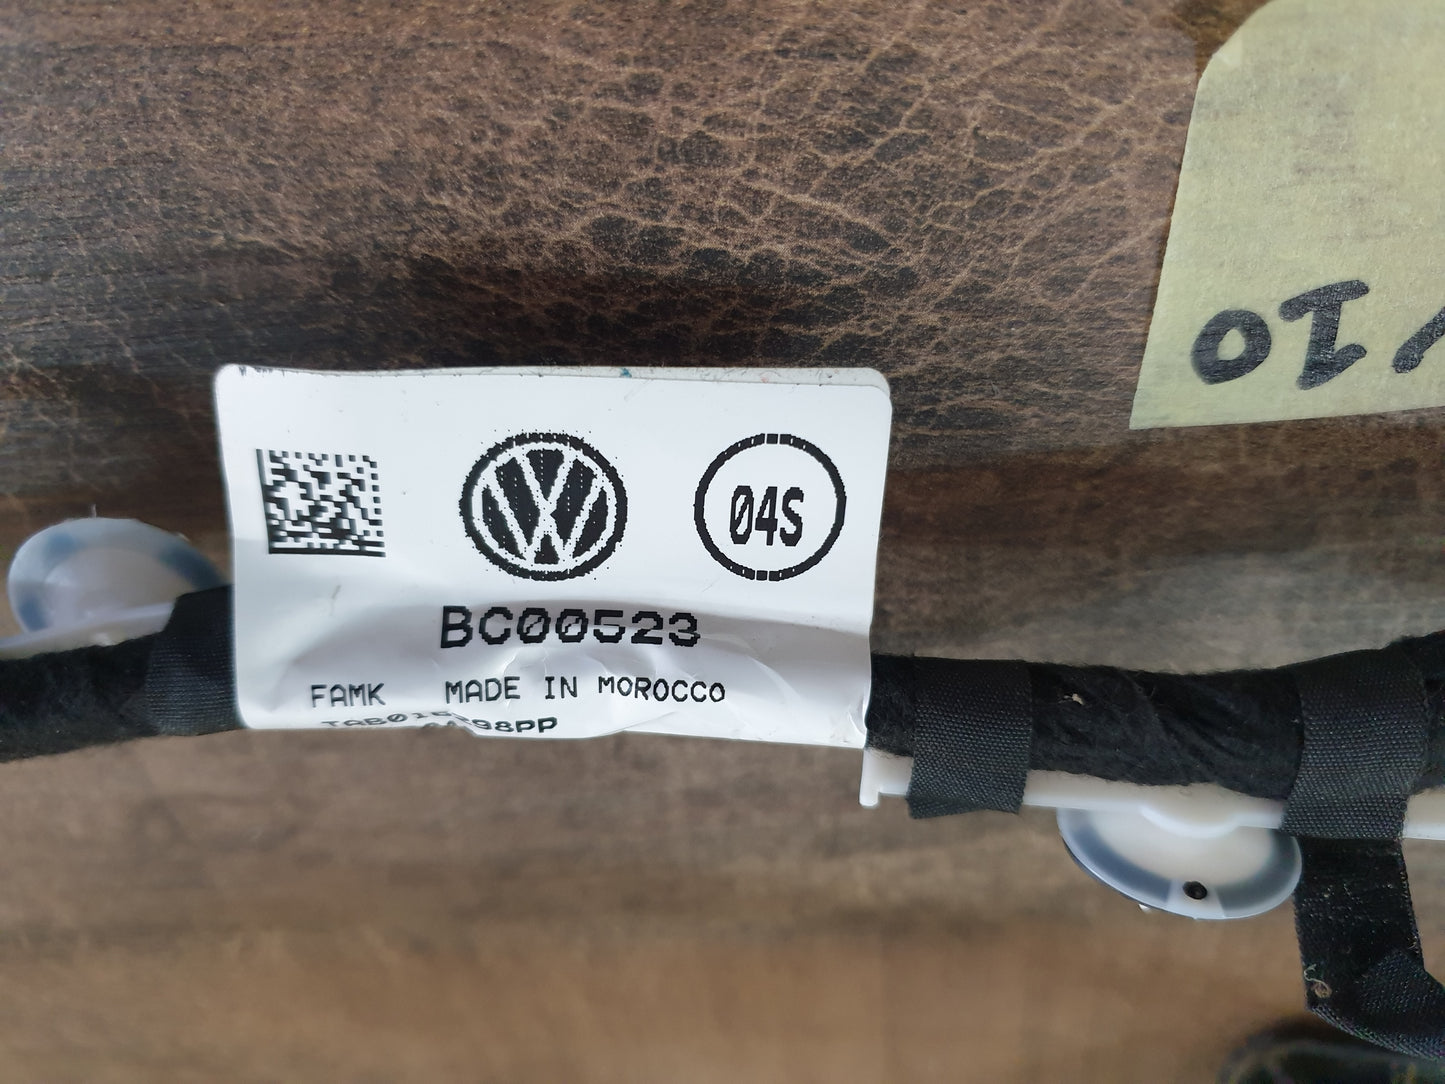 04S
BC00523
FAMK MADE IN MOROCCO